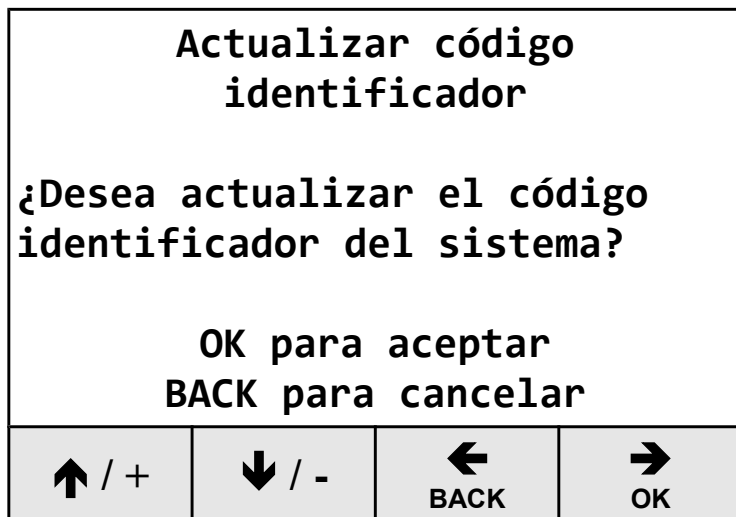 Actualizar código
identificador
¿Desea actualizar el código
identificador del sistema?
OK para aceptar
BACK para cancelar
↑ / + ↓ / - ← →
BACK OK